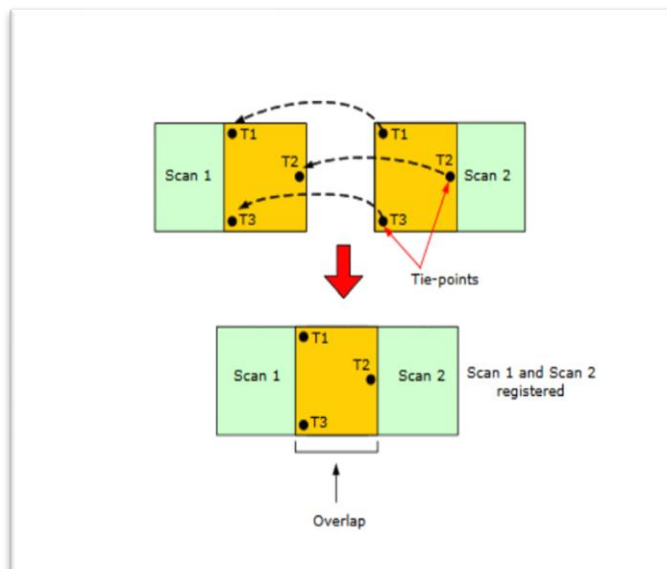 T1
T1
T2
T2
Scan 1
Scan 2
T3
T3
Tie-points
T1
Scan 1
T2
Scan 2
Scan 1 and Scan 2
registered
T3
Overlap